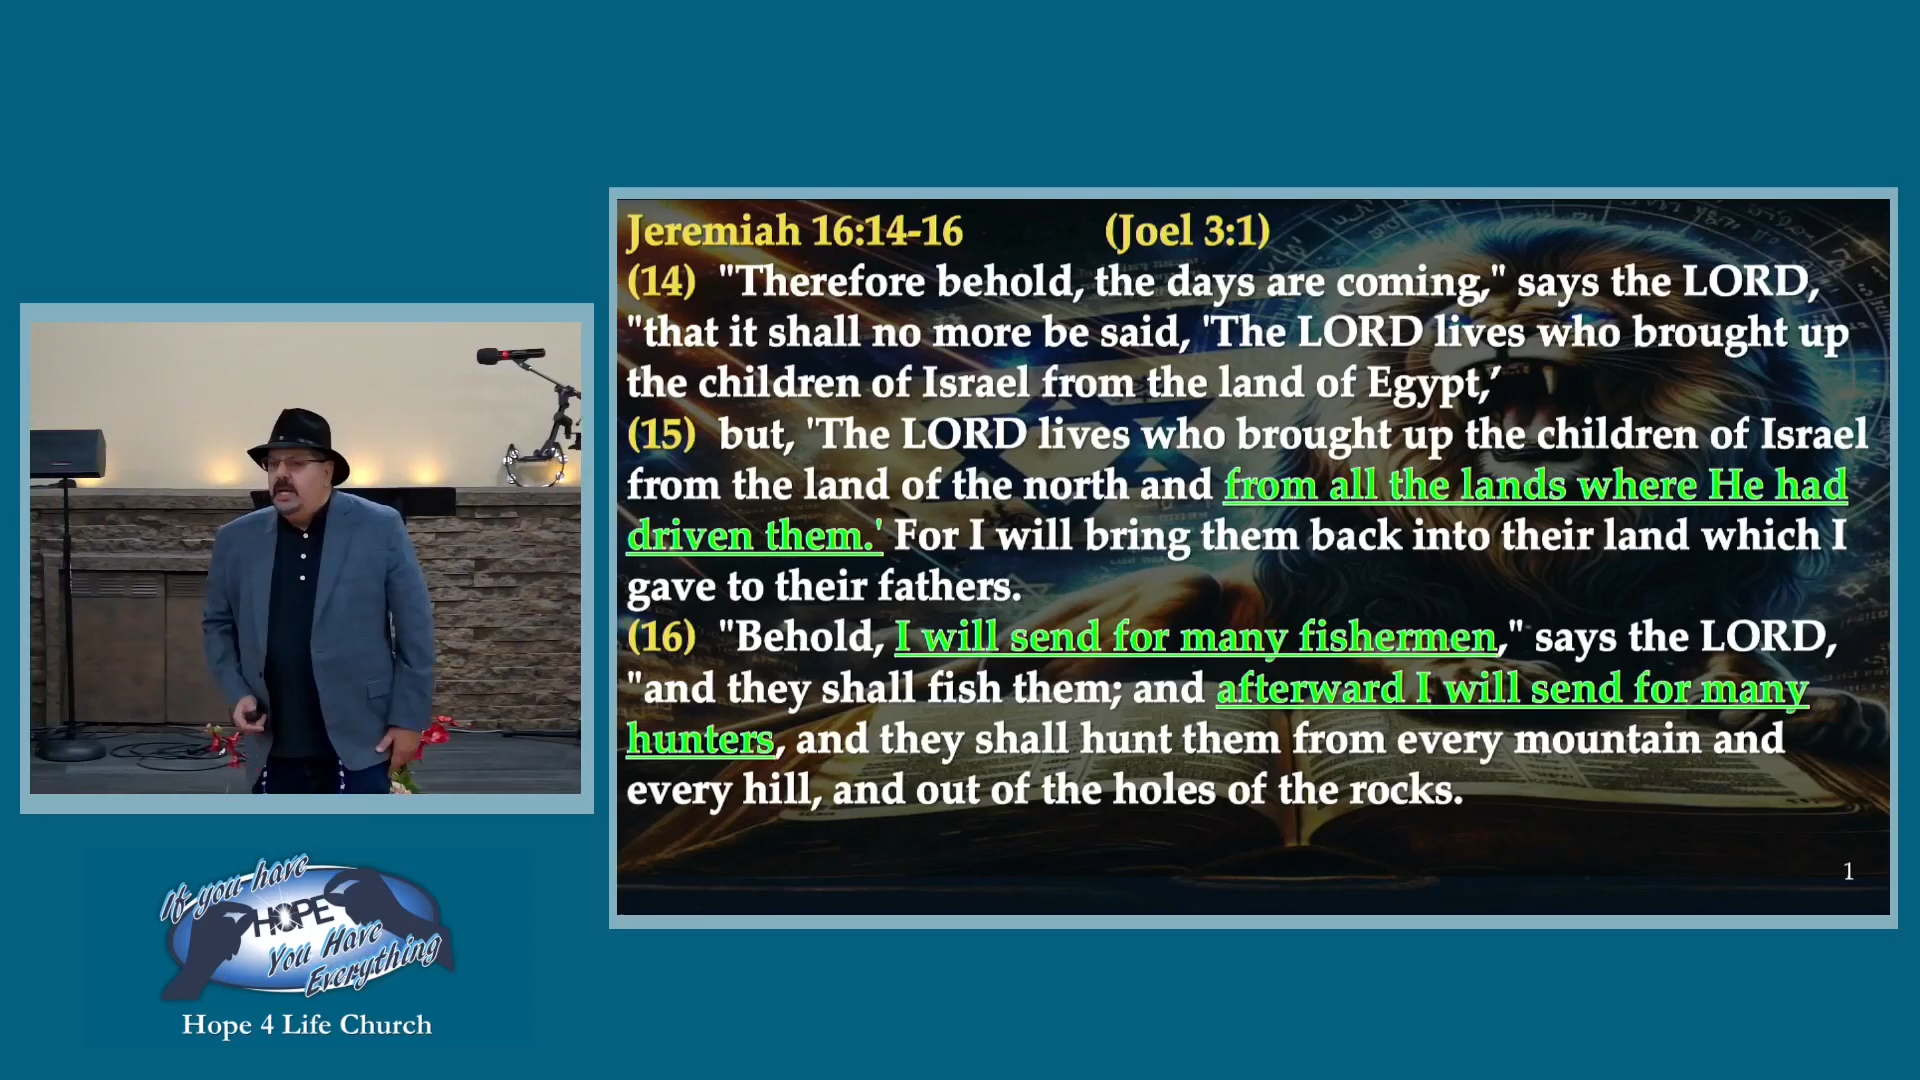 Jeremiah 16:14-16 (Joel 3:1)
(14) "Therefore behold, the days are coming," says the LORD,
"that it shall no more be said, 'The LORD lives who brought up
the children of Israel from the land of Egypt,’
(15) but, 'The LORD lives who brought up the children of Israel
from the land of the north and from all the lands where He had
driven them.' For I will bring them back into their land which I
gave to their fathers.
(16) "Behold, I will send for many fishermen," says the LORD,
"and they shall fish them; and afterward I will send for many
hunters, and they shall hunt them from every mountain and
every hill, and out of the holes of the rocks.
1
If you have
HOPE
You Have
Everything
Hope 4 Life Church